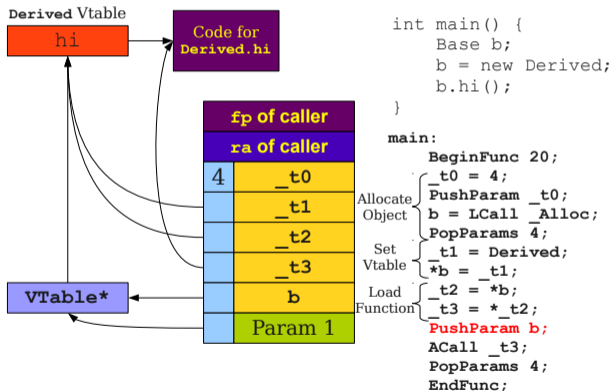 Derived Vtable
hi
Code for
Derived.hi
int main() {
Base b;
b = new Derived;
b.hi();
}
fp of caller
ra of caller
4 _t0
_t1
_t2
_t3
b
Param 1
VTable*
Allocate
Object
Set
Vtable
Load
Function
main:
BeginFunc 20;
_t0 = 4;
PushParam _t0;
b = LCall _Alloc;
PopParams 4;
_t1 = Derived;
*b = _t1;
_t2 = *b;
_t3 = *_t2;
PushParam b;
ACall _t3;
PopParams 4;
EndFunc;